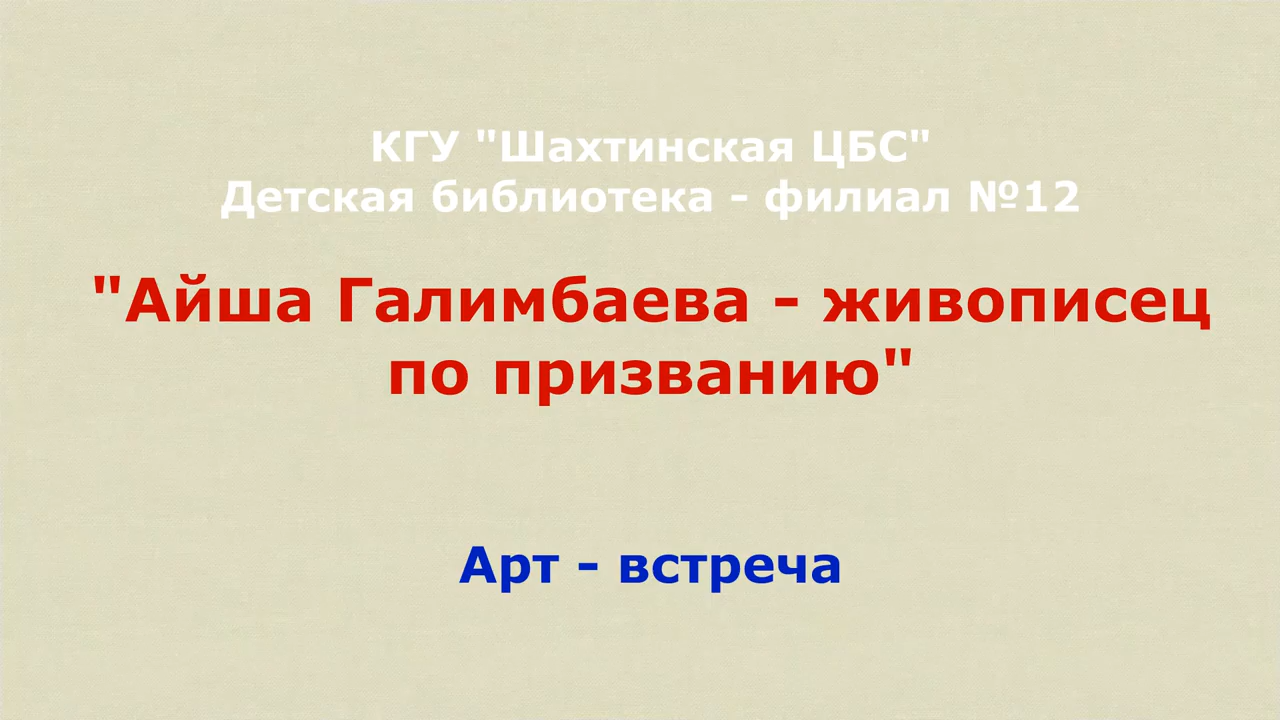 КГУ "Шахтинская ЦБС"
Детская библиотека - филиал №12
"Айша Галимбаева - живописец
по призванию"
Арт - встреча